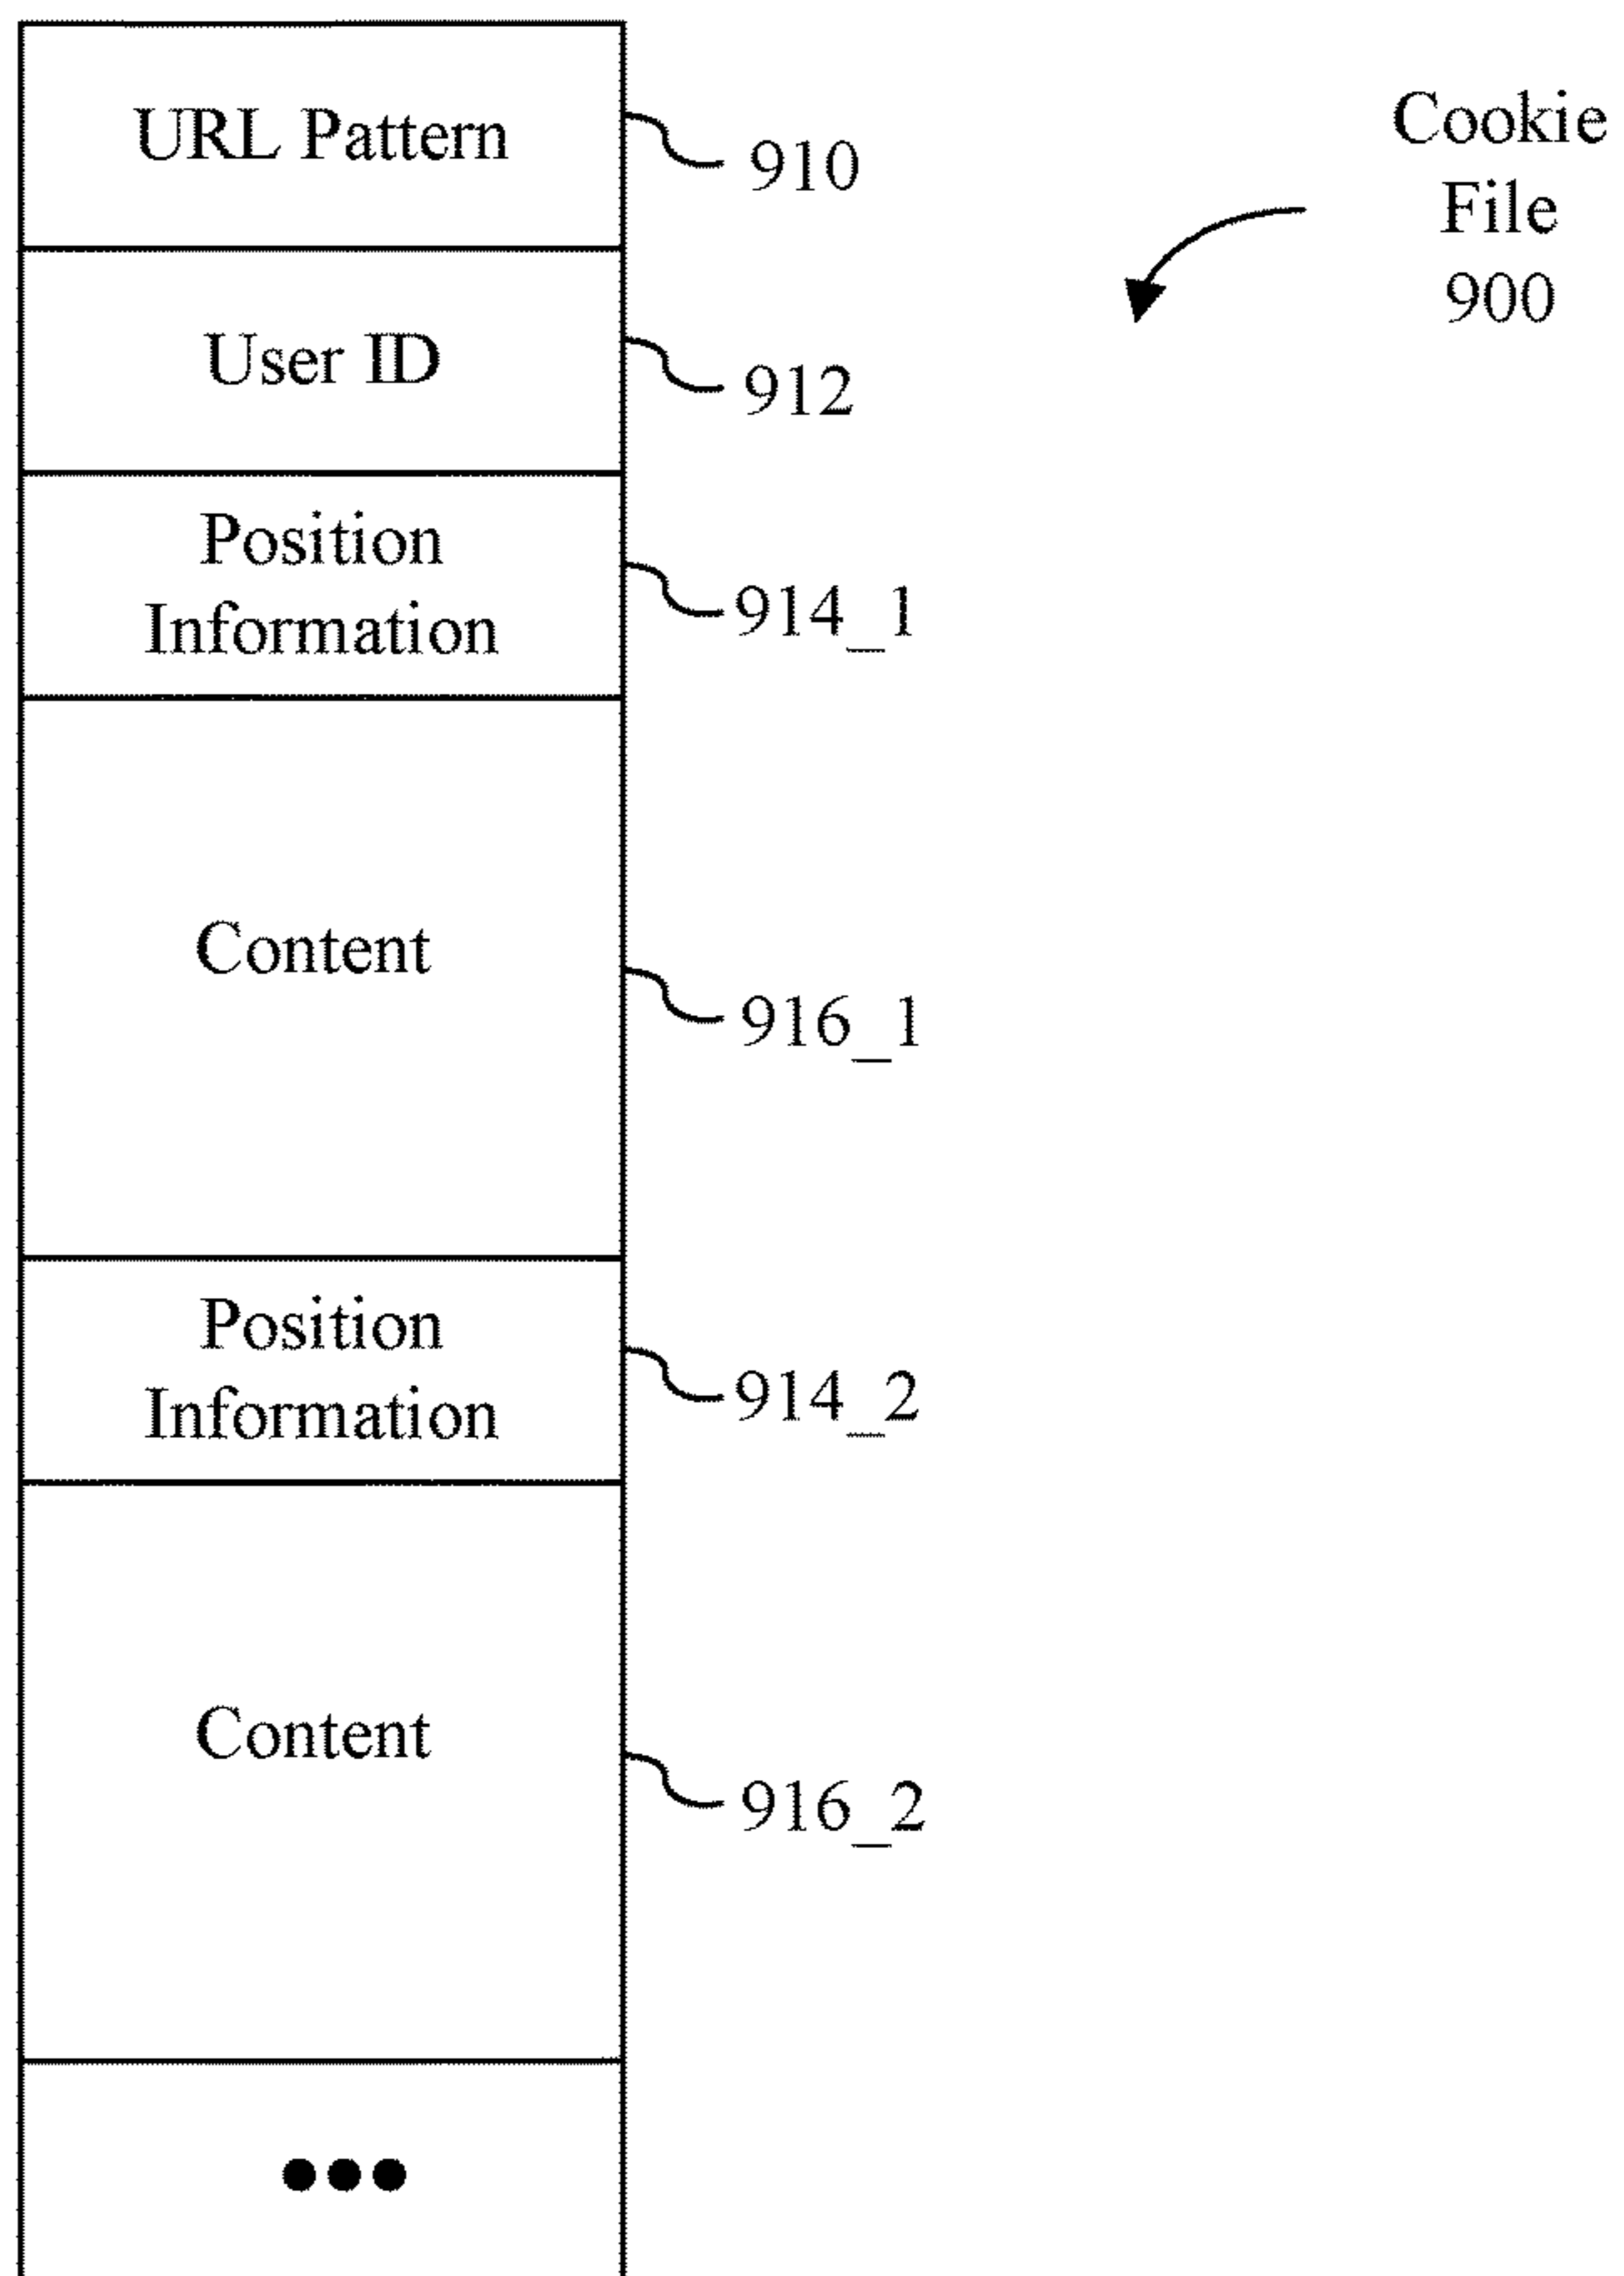 URL Pattern
910
Cookie
File
900
User ID
912
Position
Information
914_1
Content
916_1
Position
Information
914_2
Content
916_2
•••